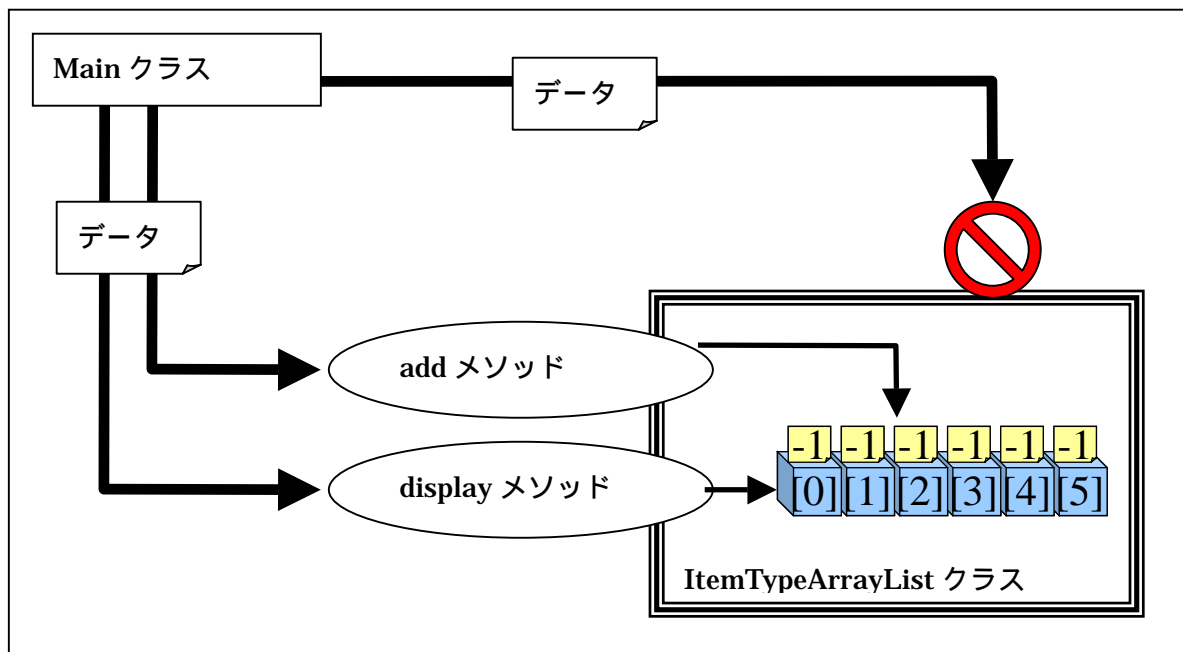 Main クラス
データ
データ
add メソッド
-1 -1 -1 -1 -1 -1
display メソッド
[0] [1] [2] [3] [4] [5]
ItemTypeArrayList クラス